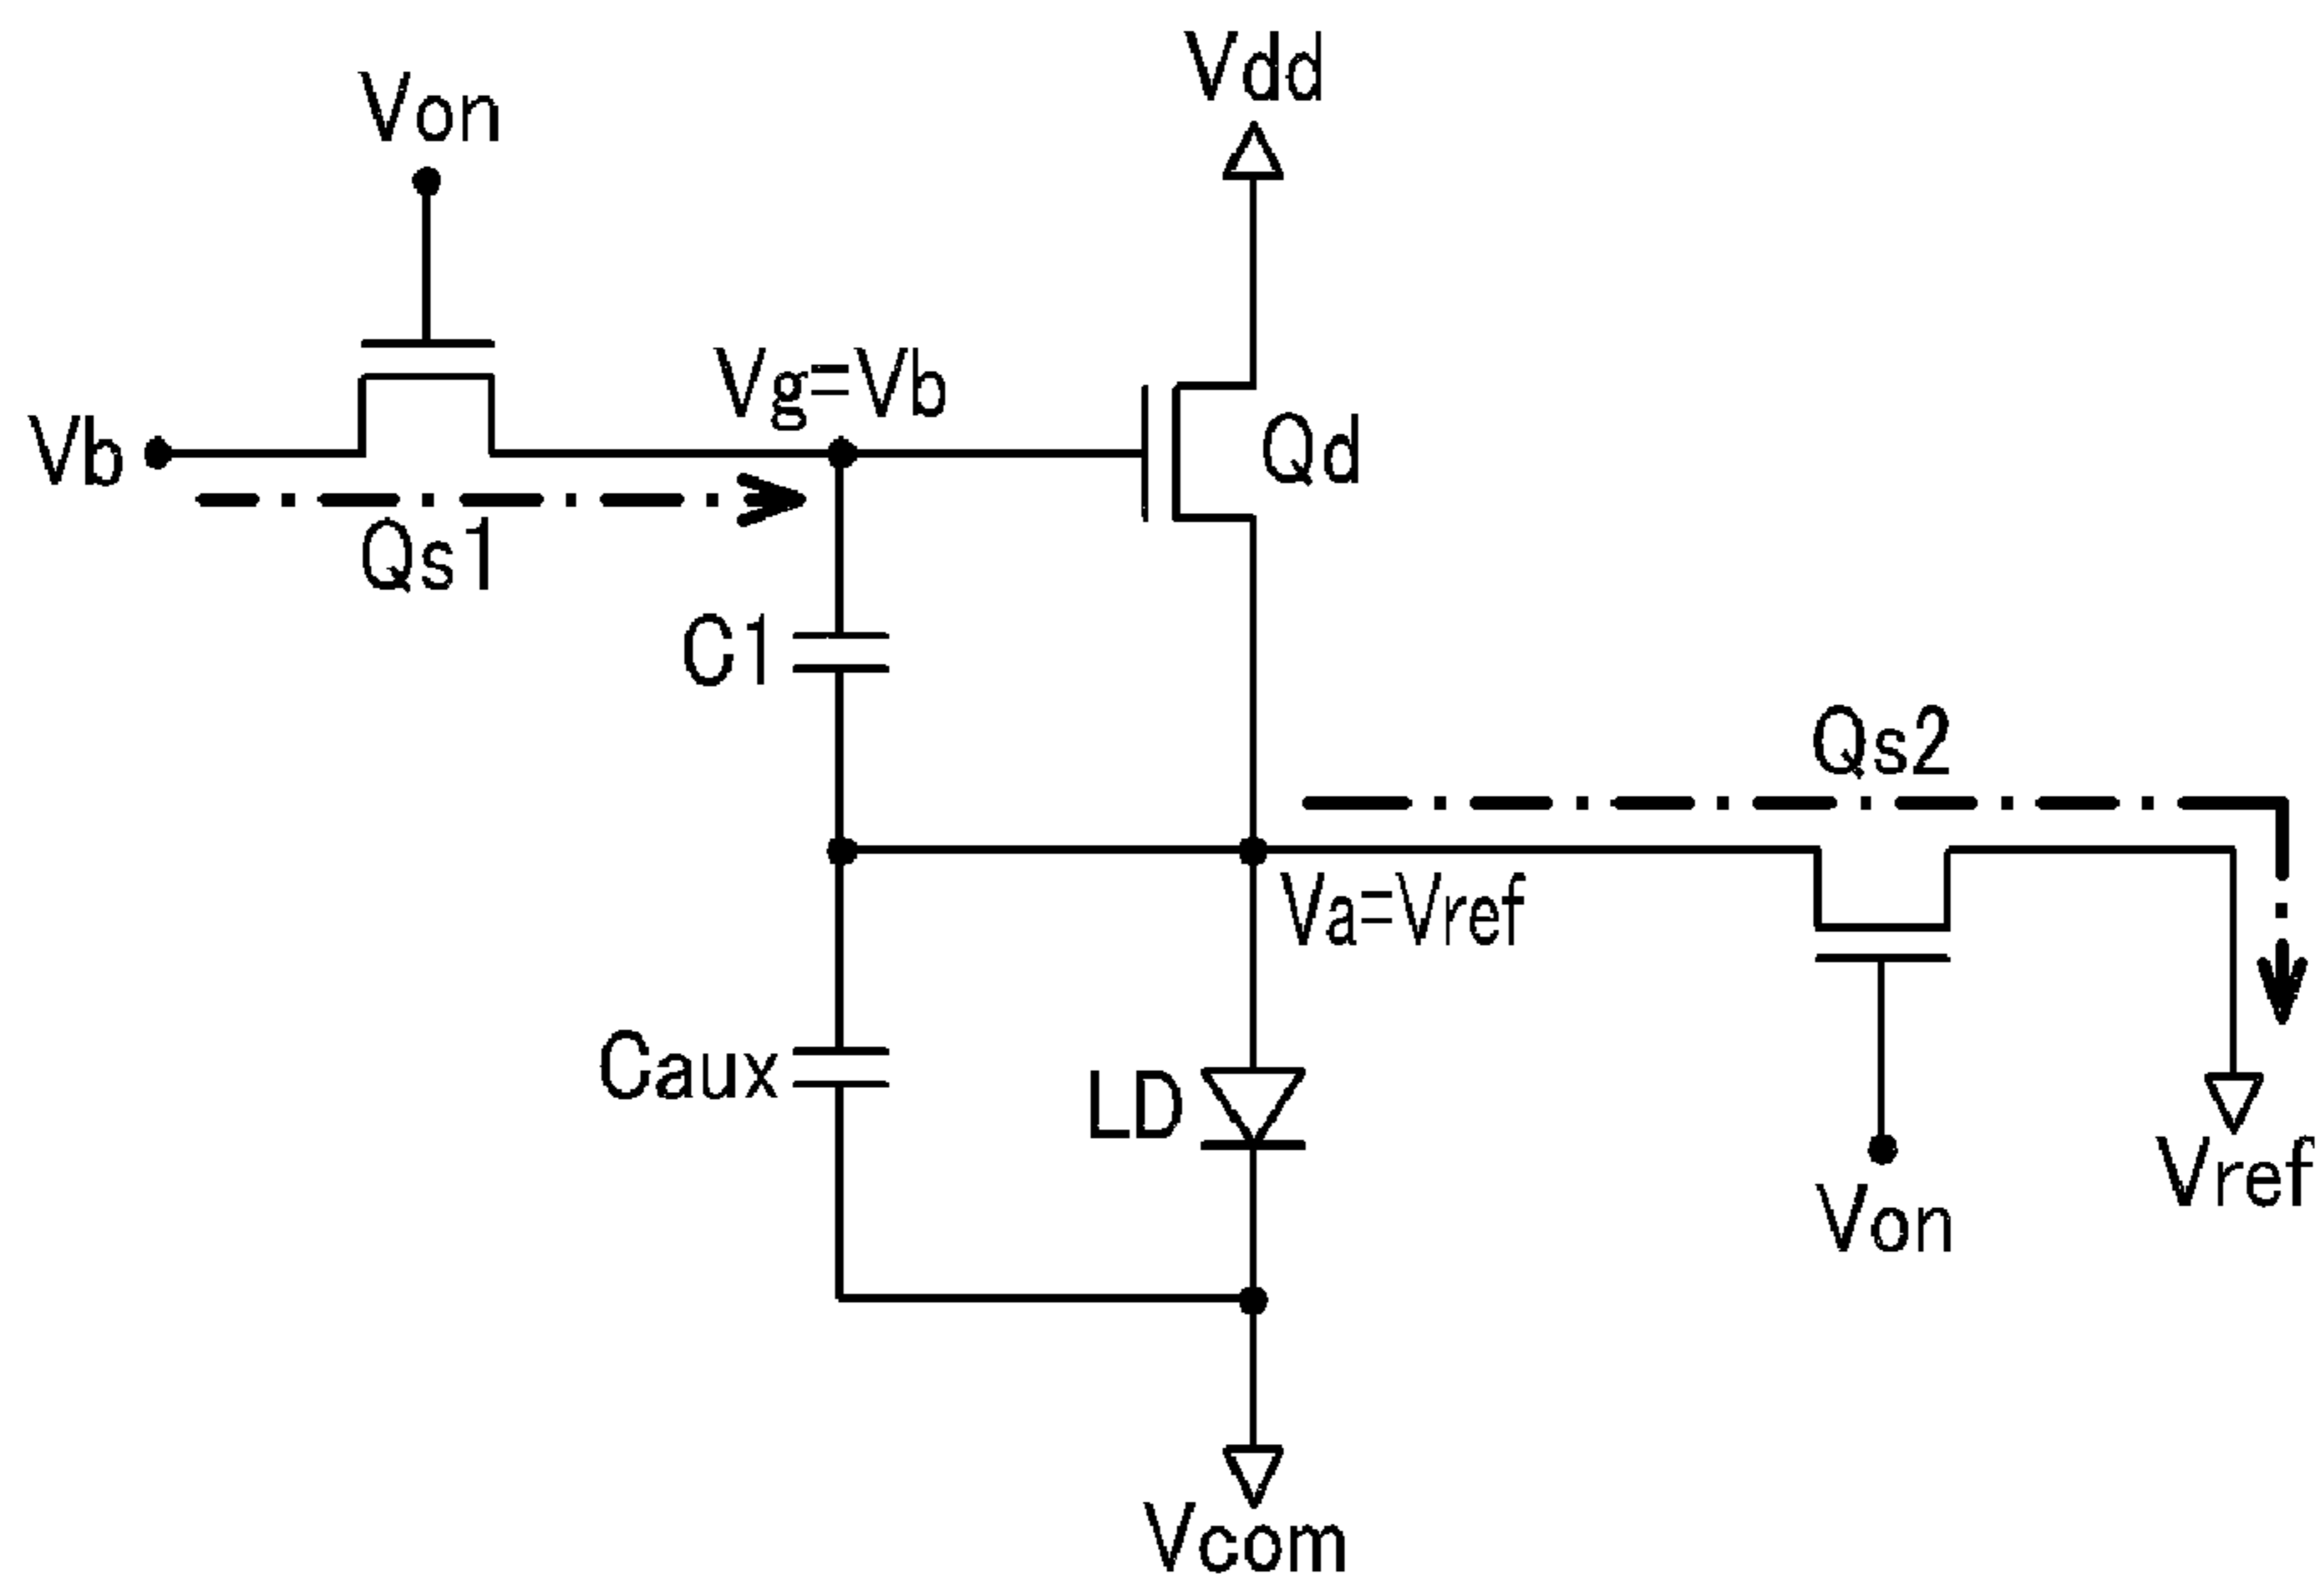 Vdd
Von
Vg=Vb
Vb
Qd
Qs1
C1
Qs2
Va=Vref
Caux
LD
Vref
Von
Vcom